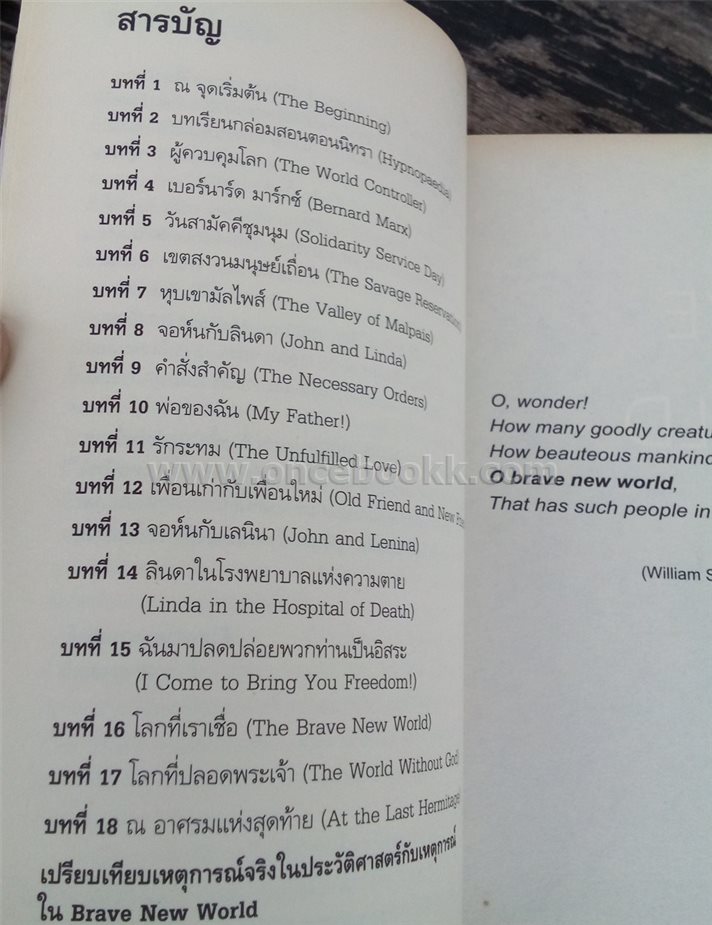 สารบัญ
บทที่ 1 ณ จุดเริ่มต้น (The Beginning)
บทที่ 2 บทเรียนกล่อมสอนตอนนิทรา (Hypnopaedia)
บทที่ 3 ผู้ควบคุมโลก (The World Controller)
บทที่ 4 เบอร์นาร์ด มาร์กซ์ (Bernard Marx)
บทที่ 5 วันสามัคคีชุมนุม (Solidarity Service Day)
บทที่ 6 เขตสงวนมนุษย์เถื่อน (The Savage Reservation)
บทที่ 7 หุบเขามัลไพส์ (The Valley of Malpais)
บทที่ 8 จอห์นกับลินดา (John and Linda)
บทที่ 9 คำสั่งสำคัญ (The Necessary Orders)
บทที่ 10 พ่อของฉัน (My Father!)
บทที่ 11 รักระทม (The Unfulfilled Love)
www.oncebookk.com
บทที่ 12 เพื่อนเก่ากับเพื่อนใหม่ (Old Friend and New
บทที่ 13 จอห์นกับเลนินา (John and Lenina)
บทที่ 14 ลินดาในโรงพยาบาลแห่งความตาย
(Linda in the Hospital of Death)
บทที่ 15 ฉันมาปลดปล่อยพวกท่านเป็นอิสระ
(I Come to Bring You Freedom!)
บทที่ 16 โลกที่เราเชื่อ (The Brave New World)
บทที่ 17 โลกที่ปลอดพระเจ้า (The World Without God)
บทที่ 18 ณ อาศรมแห่งสุดท้าย (At the Last Hermitage
เปรียบเทียบเหตุการณ์จริงในประวัติศาสตร์กับเหตุการณ์
ใน Brave New World
O, wonder!
How many goodly creatu
How beauteous mankind
O brave new world,
That has such people in
(William S